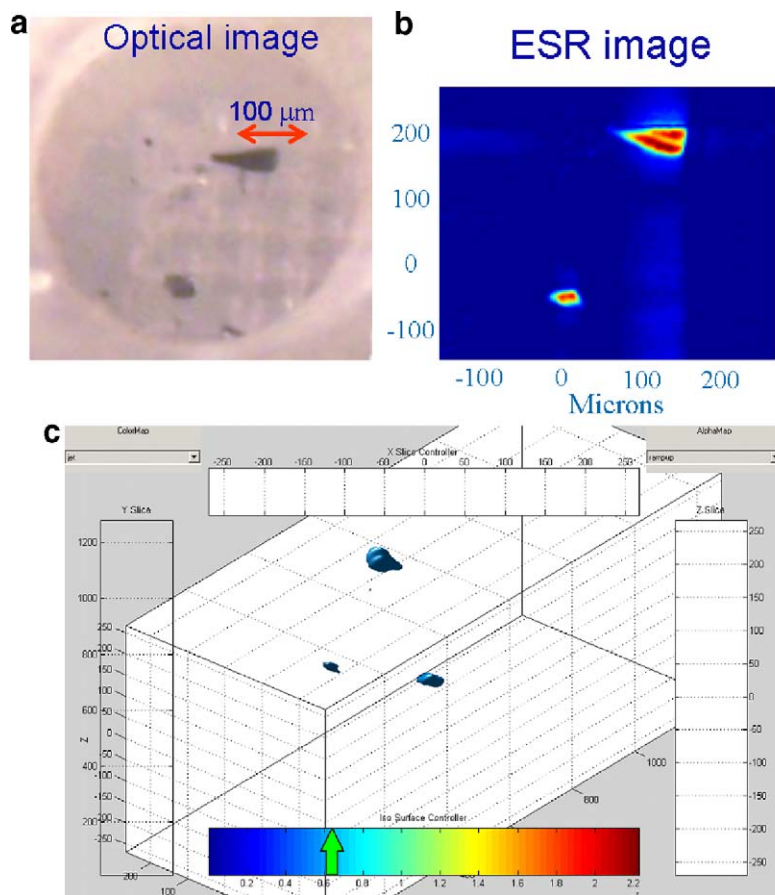 a
Optical image
100 μm
b
ESR image
200
100
0
-100
-100 0 100 200
Microns
c
ColorMap
jet
X Slice Controller
-250 -200 -150 -100 -50 0 50 100 150 200 250
AlphaMap
rampup
Y Slice
1200
1000
800
600
400
200
250
200
150
100
50
0
-50
-100
-150
-200
-250
Z
Z Slice
250
200
150
100
50
0
-50
-100
-150
-200
-250
1000
800
200
100
Iso Surface Controller
0.2 0.4 0.6 0.8 1 1.2 1.4 1.6 1.8 2 2.2